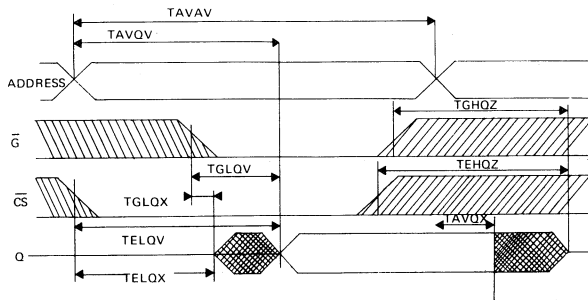 TAVAV
TAVQV
ADDRESS
TGHQZ
G
TGLQV
TEHQZ
CS
TGLQX
TAVQX
TELQV
Q
TELQX